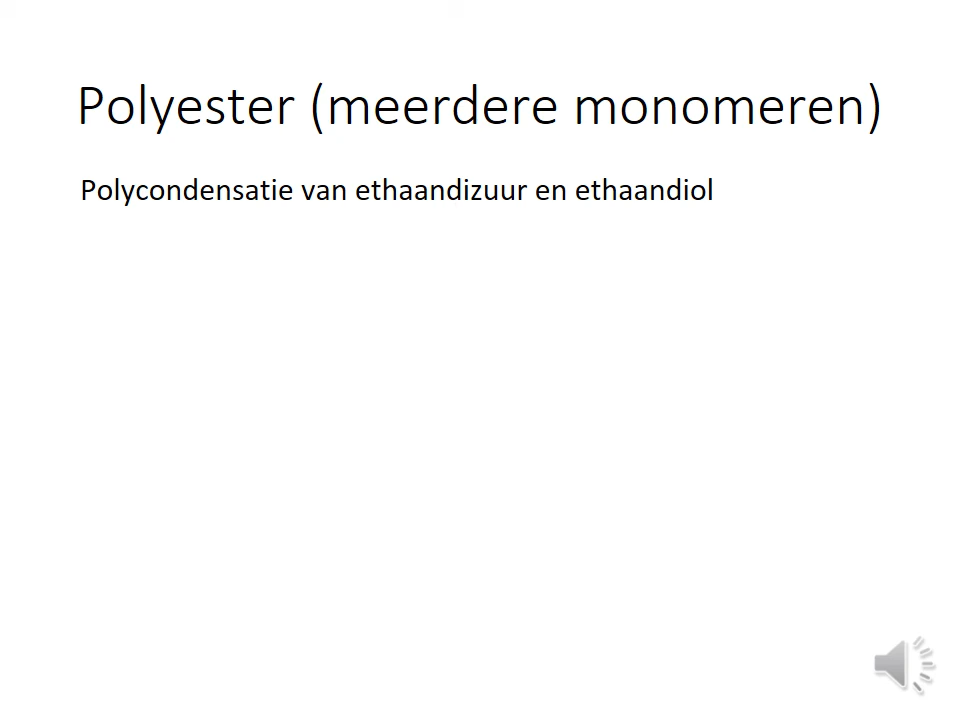 Polyester (meerdere monomeren)
Polycondensatie van ethaandizuur en ethaandiol